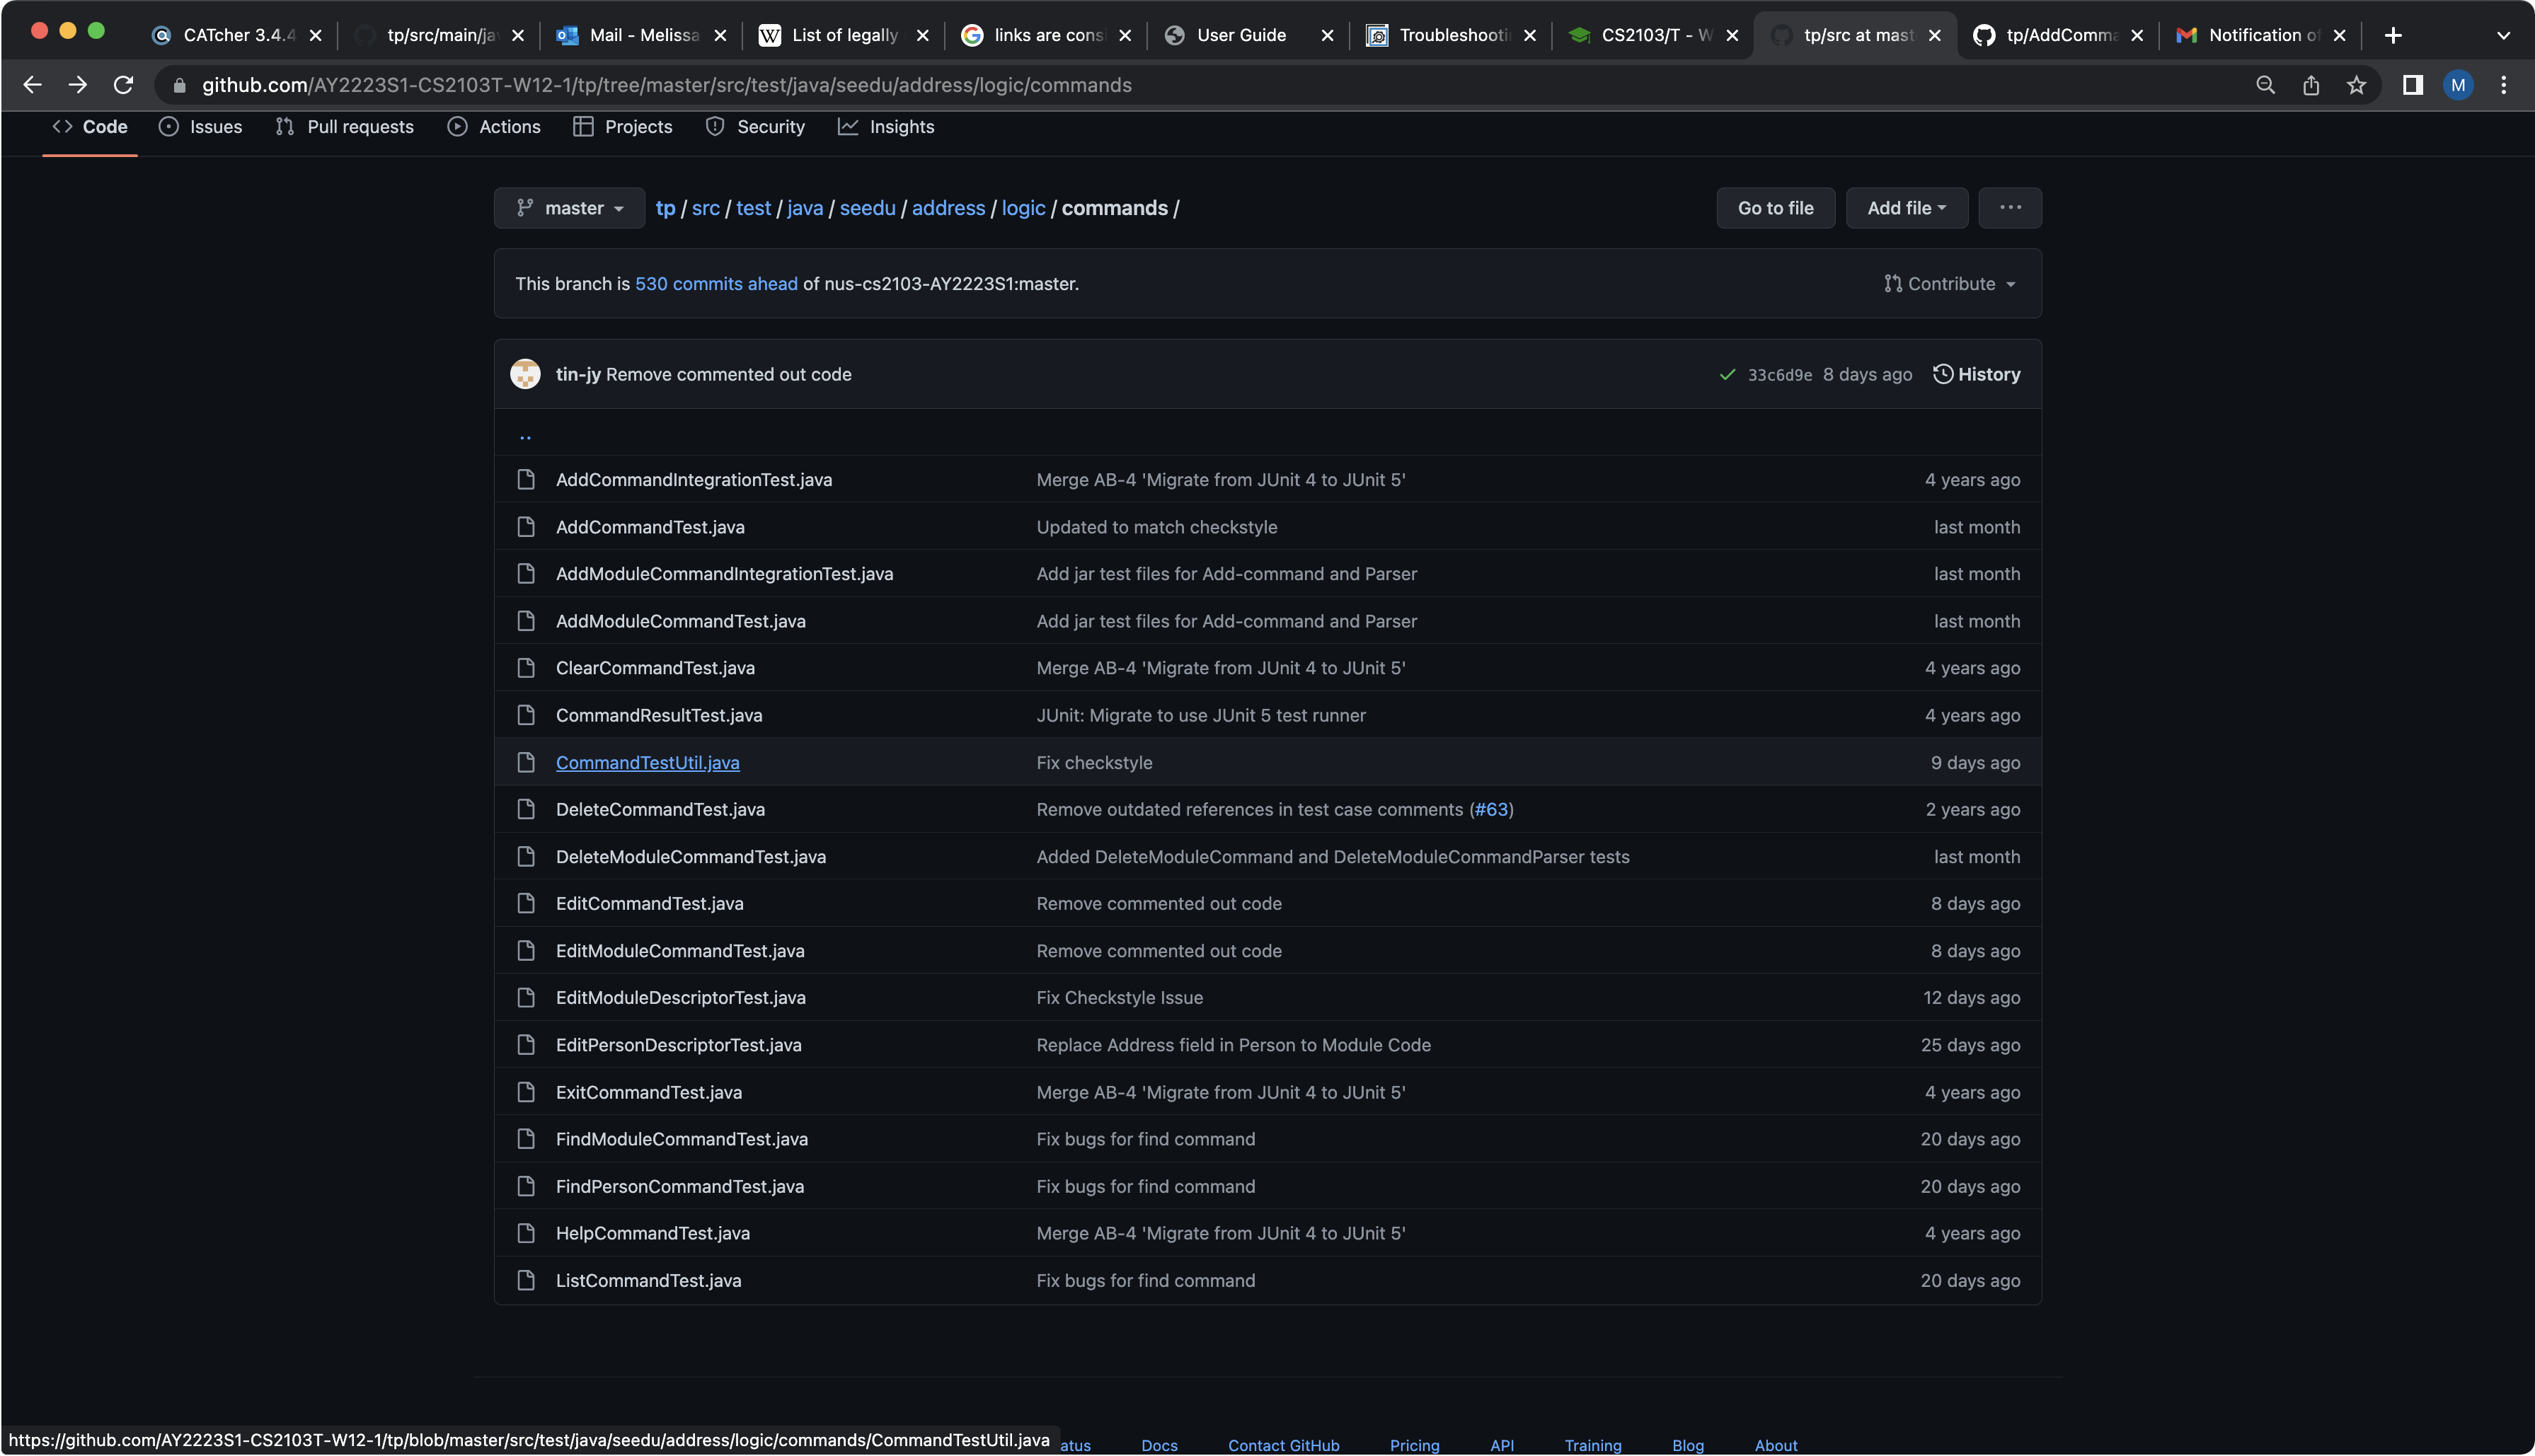 CATcher 3.4.4 tp/src/main/ja Mail - Melissa List of legally links are cons User Guide Troubleshooti CS2103/T - W tp/src at mast tp/AddComma Notification of
github.com/AY2223S1-CS2103T-W12-1/tp/tree/master/src/test/java/seedu/address/logic/commands M
Code Issues Pull requests Actions Projects Security Insights
master tp / src / test / java / seedu / address / logic / commands / Go to file Add file ...
This branch is 530 commits ahead of nus-cs2103-AY2223S1:master. Contribute
tin-jy Remove commented out code 33c6d9e 8 days ago History
..
AddCommandIntegrationTest.java Merge AB-4 'Migrate from JUnit 4 to JUnit 5' 4 years ago
AddCommandTest.java Updated to match checkstyle last month
AddModuleCommandIntegrationTest.java Add jar test files for Add-command and Parser last month
AddModuleCommandTest.java Add jar test files for Add-command and Parser last month
ClearCommandTest.java Merge AB-4 'Migrate from JUnit 4 to JUnit 5' 4 years ago
CommandResultTest.java JUnit: Migrate to use JUnit 5 test runner 4 years ago
CommandTestUtil.java Fix checkstyle 9 days ago
DeleteCommandTest.java Remove outdated references in test case comments (#63) 2 years ago
DeleteModuleCommandTest.java Added DeleteModuleCommand and DeleteModuleCommandParser tests last month
EditCommandTest.java Remove commented out code 8 days ago
EditModuleCommandTest.java Remove commented out code 8 days ago
EditModuleDescriptorTest.java Fix Checkstyle Issue 12 days ago
EditPersonDescriptorTest.java Replace Address field in Person to Module Code 25 days ago
ExitCommandTest.java Merge AB-4 'Migrate from JUnit 4 to JUnit 5' 4 years ago
FindModuleCommandTest.java Fix bugs for find command 20 days ago
FindPersonCommandTest.java Fix bugs for find command 20 days ago
HelpCommandTest.java Merge AB-4 'Migrate from JUnit 4 to JUnit 5' 4 years ago
ListCommandTest.java Fix bugs for find command 20 days ago
https://github.com/AY2223S1-CS2103T-W12-1/tp/blob/master/src/test/java/seedu/address/logic/commands/CommandTestUtil.java atus Docs Contact GitHub Pricing API Training Blog About